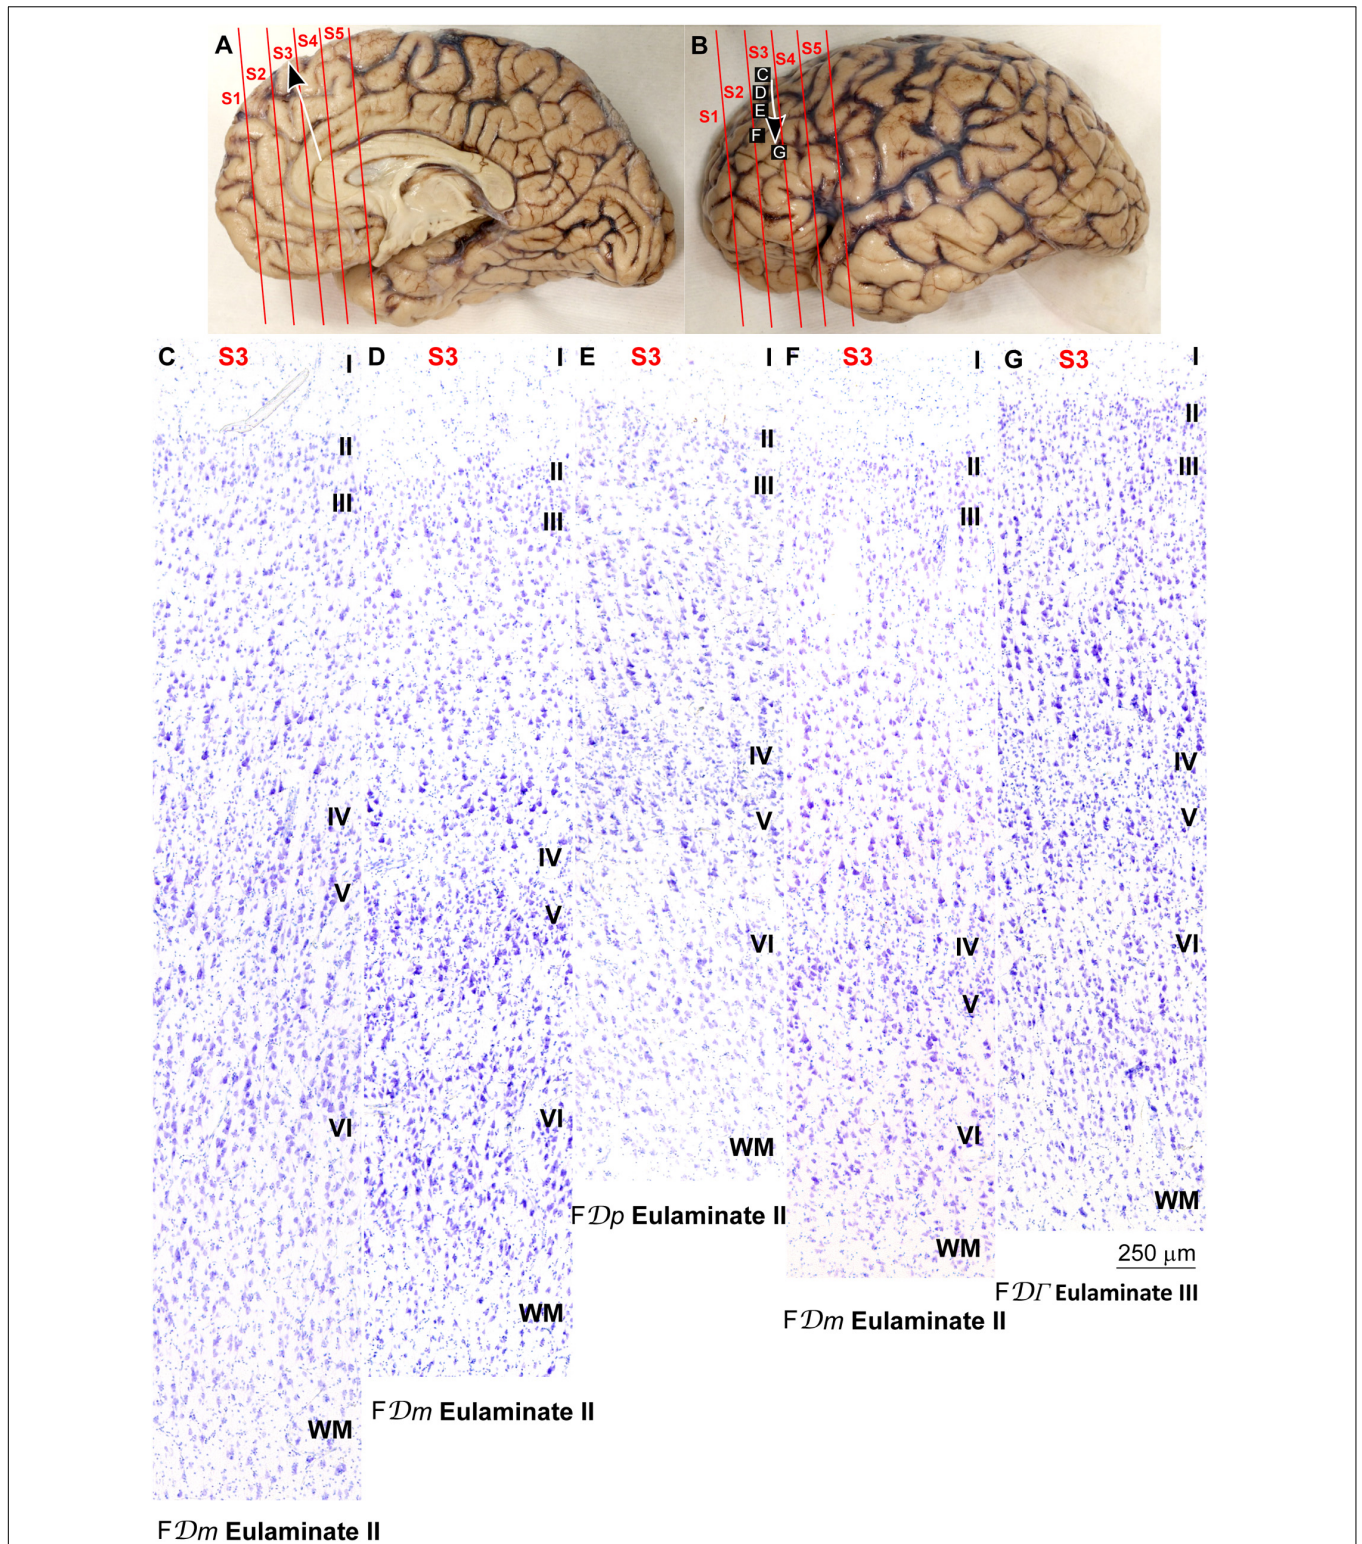 A
S1
S2
S3
S4
S5
B
S1
S2
S3
S4
S5
C
D
E
F
G
C S3 I
II
III
IV
V
VI
WM
F𝒟m Eulaminate II
D S3 I
II
III
IV
V
VI
WM
F𝒟m Eulaminate II
E S3 I
II
III
IV
V
VI
WM
F𝒟p Eulaminate II
F S3 I
II
III
IV
V
VI
WM
F𝒟m Eulaminate II
G S3 I
II
III
IV
V
VI
WM
250 µm
F𝒟Γ Eulaminate III